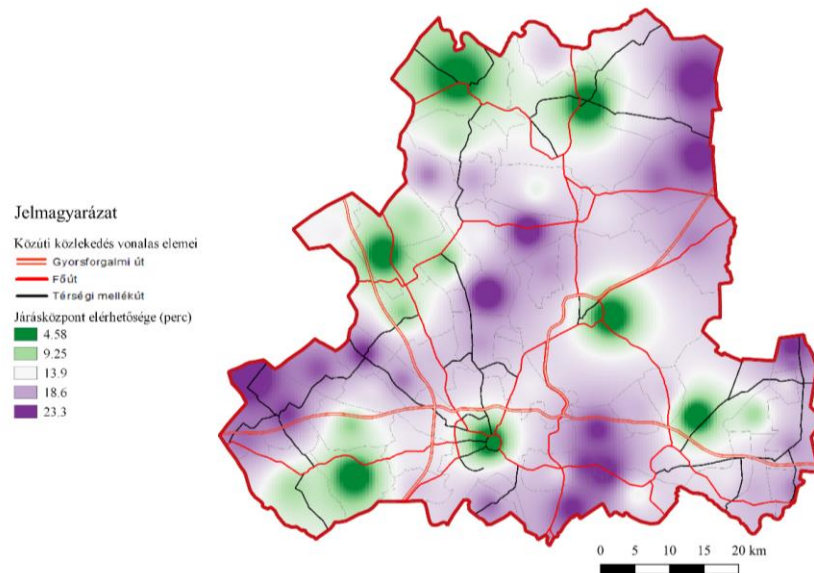 Jelmagyarázat
Közúti közlekedés vonalas elemei
Gyorsforgalmi út
Főút
Térségi mellékút
Járásközpont elérhetősége (perc)
4.58
9.25
13.9
18.6
23.3
0 5 10 15 20 km